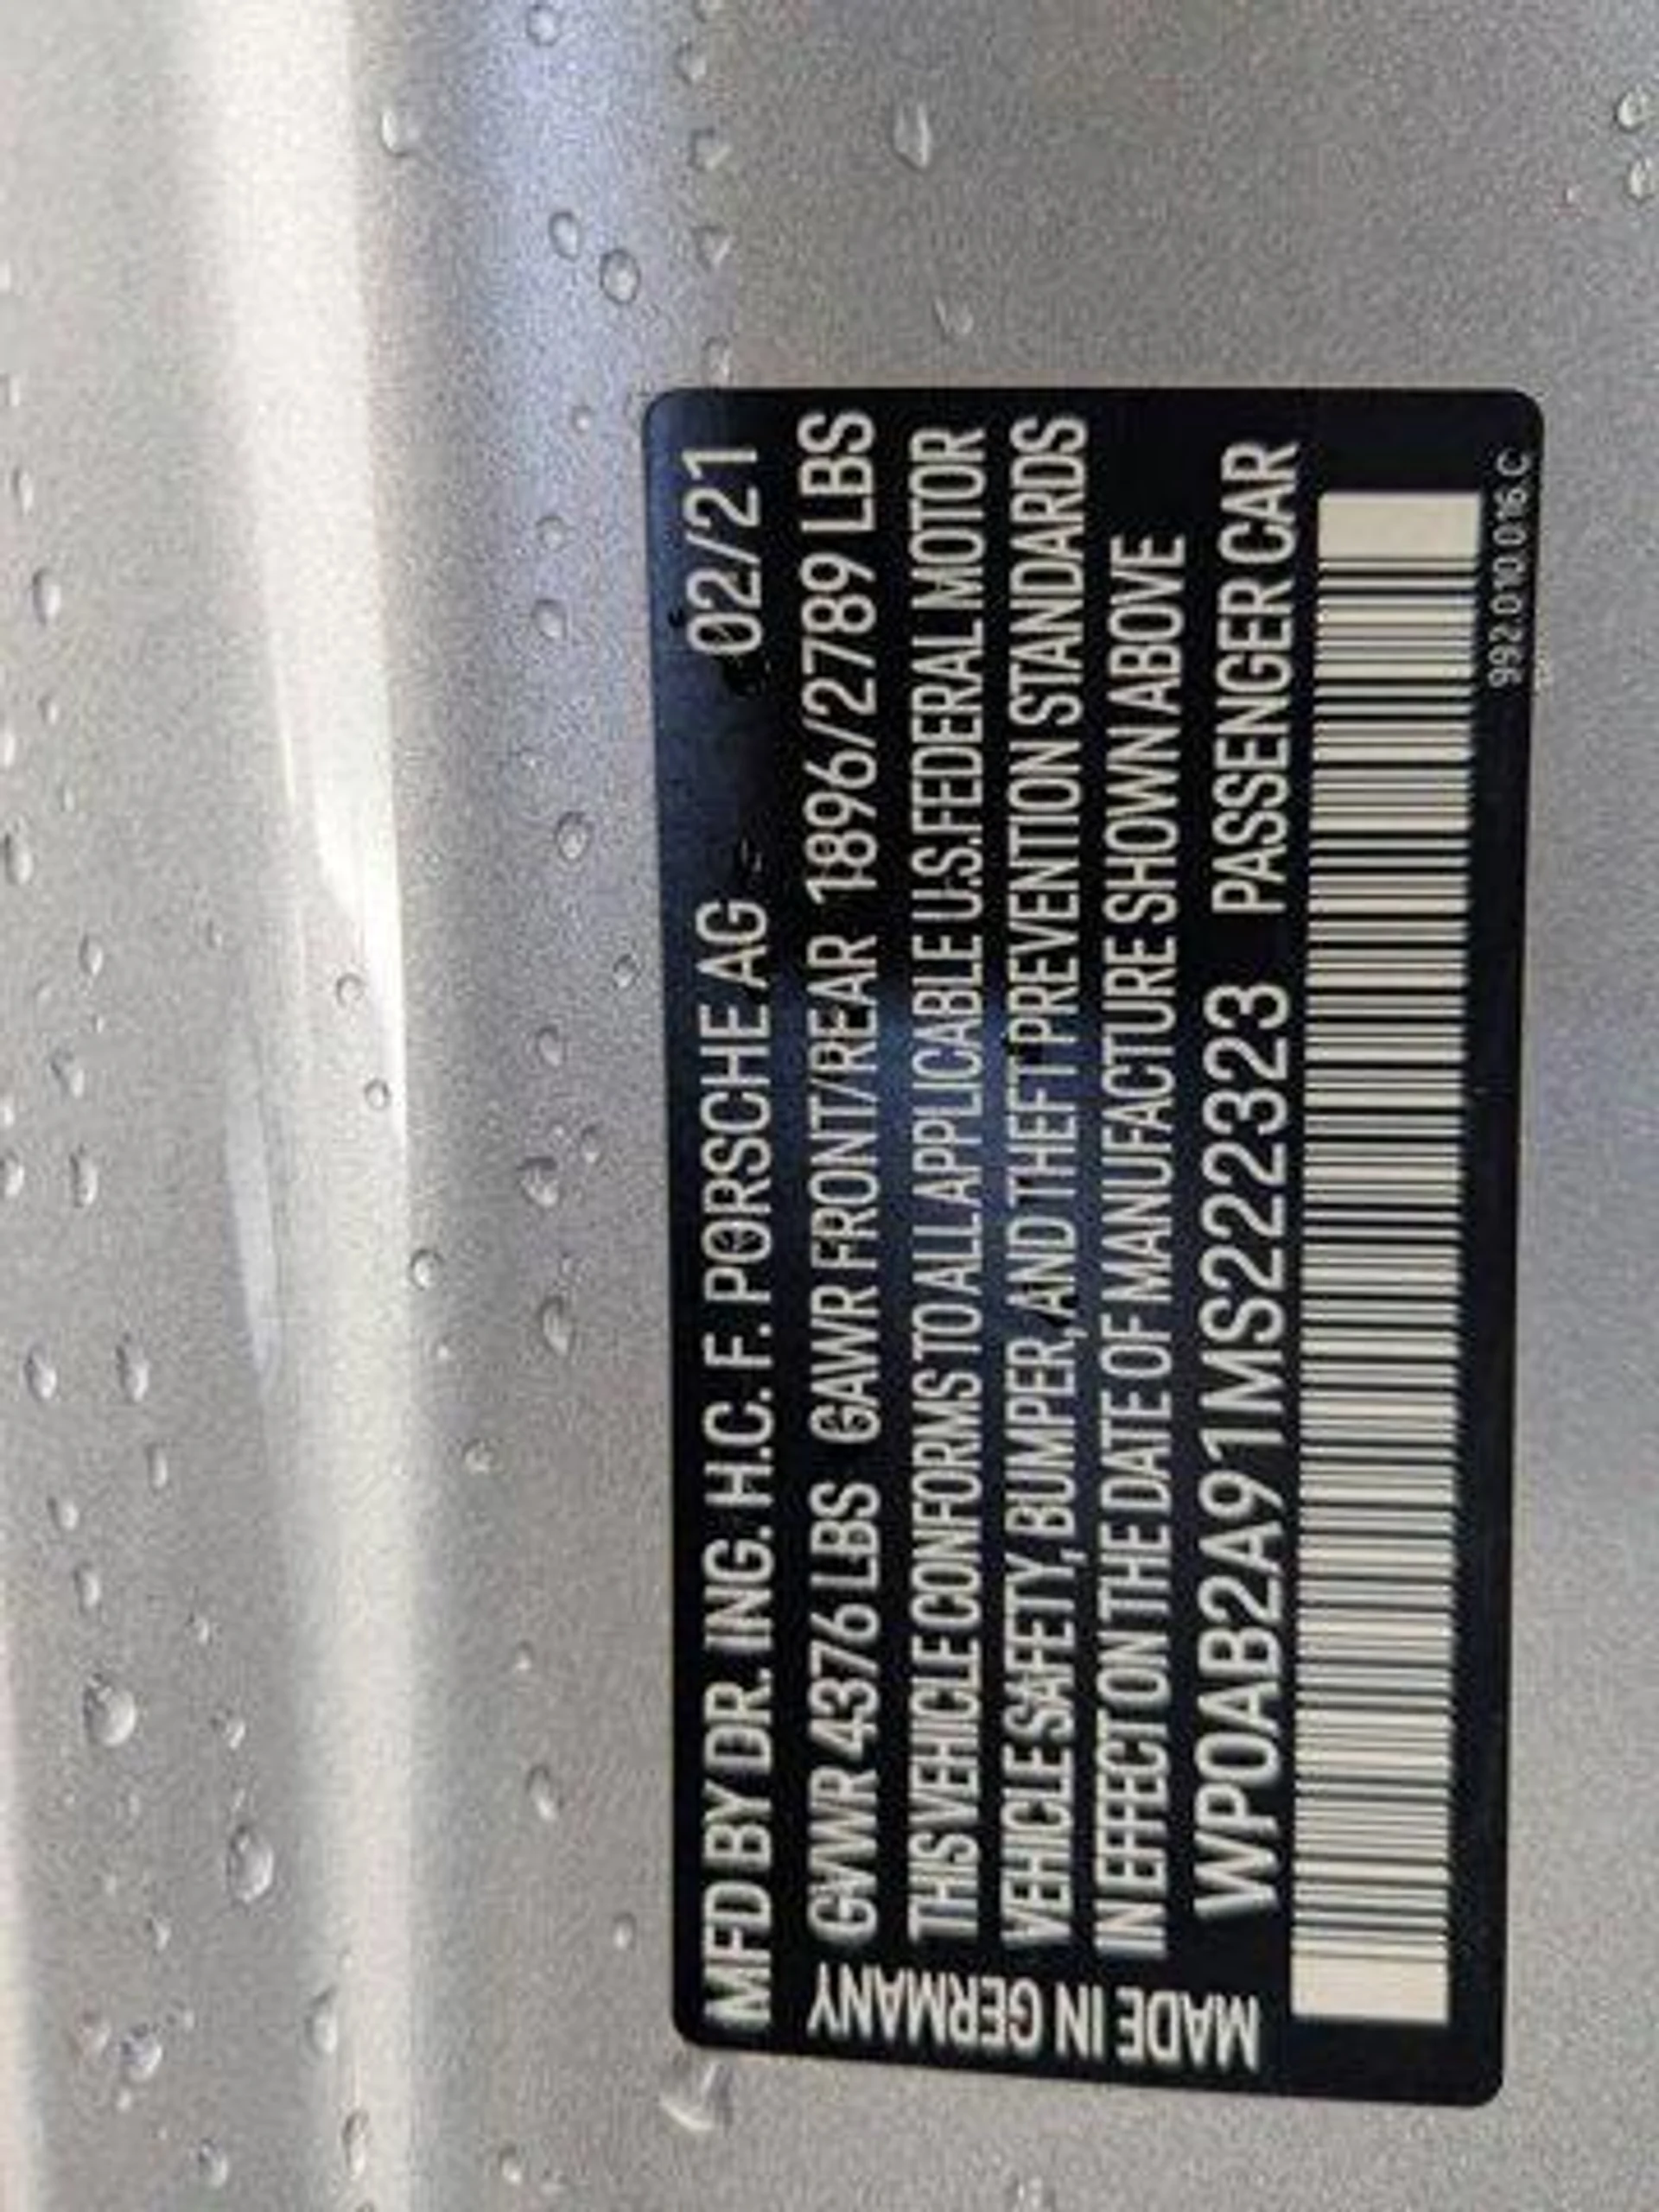 MFD BY DR. ING. H.C. F. PORSCHE AG 02/21
GVWR 4376 LBS GAWR FRONT/REAR 1896/2789 LBS
THIS VEHICLE CONFORMS TO ALL APPLICABLE U.S. FEDERAL MOTOR
VEHICLE SAFETY, BUMPER, AND THEFT PREVENTION STANDARDS
IN EFFECT ON THE DATE OF MANUFACTURE SHOWN ABOVE
WP0AB2A91MS222323 PASSENGER CAR
MADE IN GERMANY
992.010.016.C